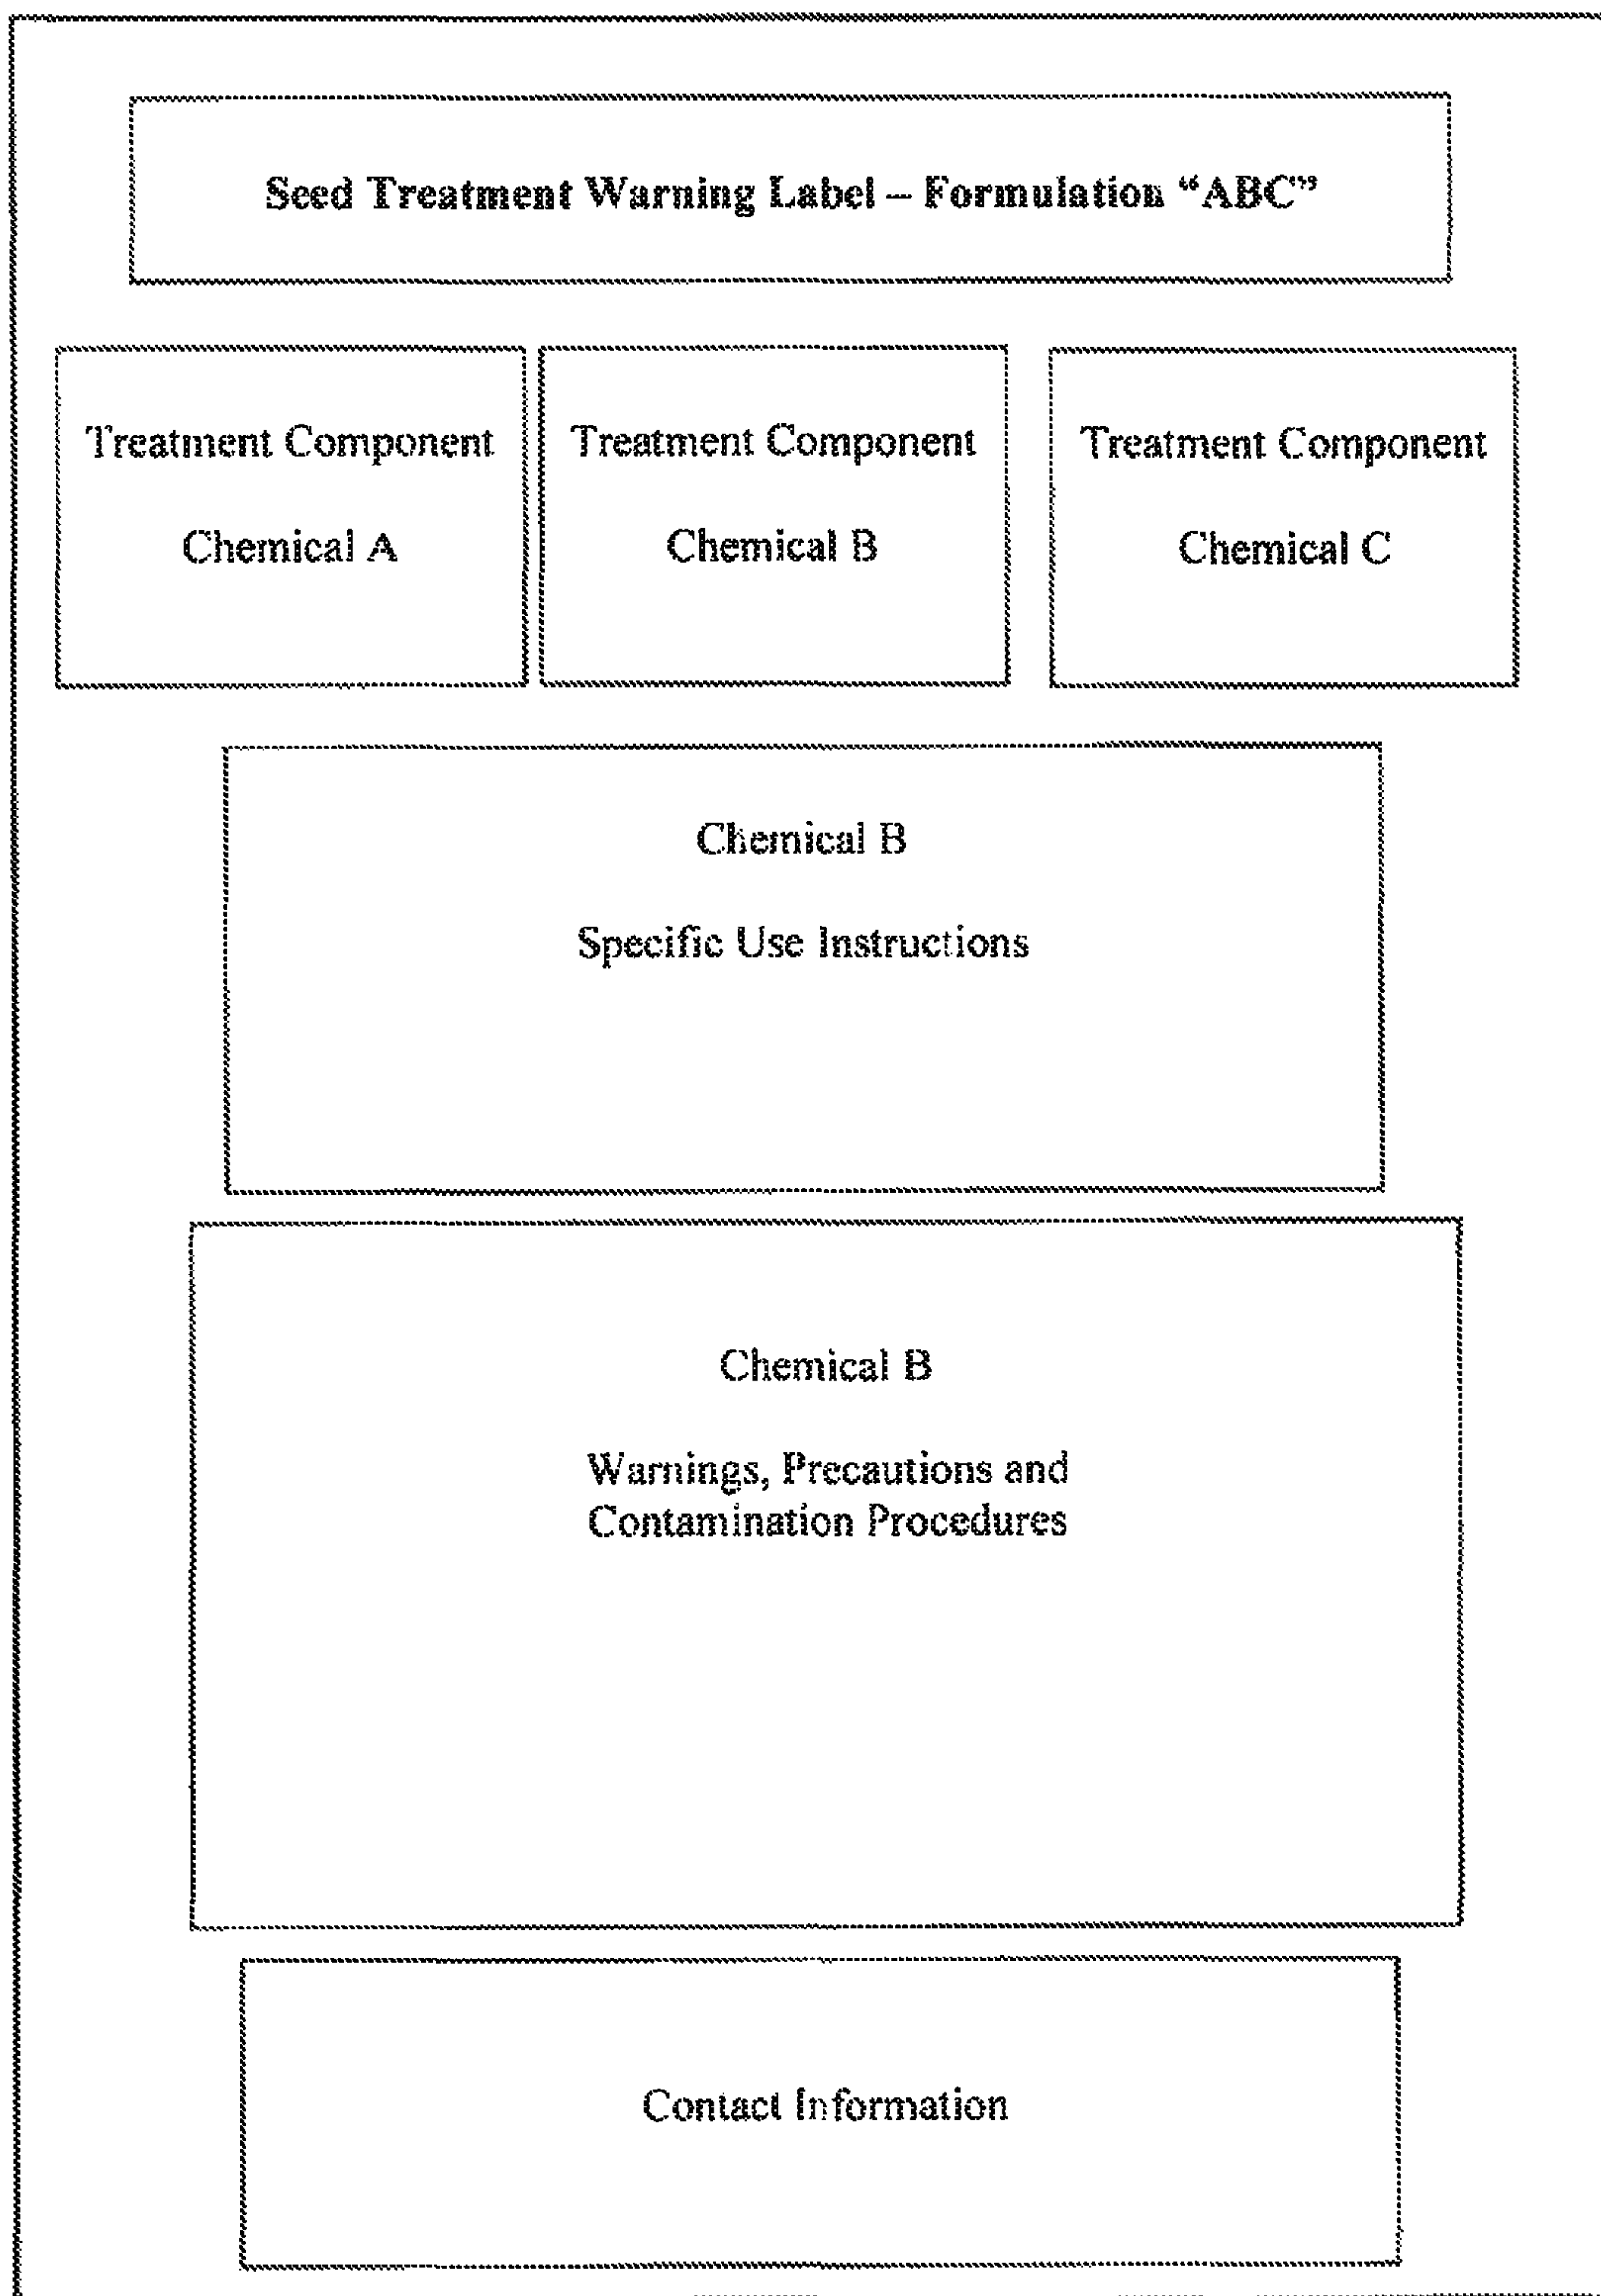 Seed Treatment Warning Label – Formulation “ABC”
Treatment Component
Chemical A
Treatment Component
Chemical B
Treatment Component
Chemical C
Chemical B
Specific Use Instructions
Chemical B
Warnings, Precautions and
Contamination Procedures
Contact Information